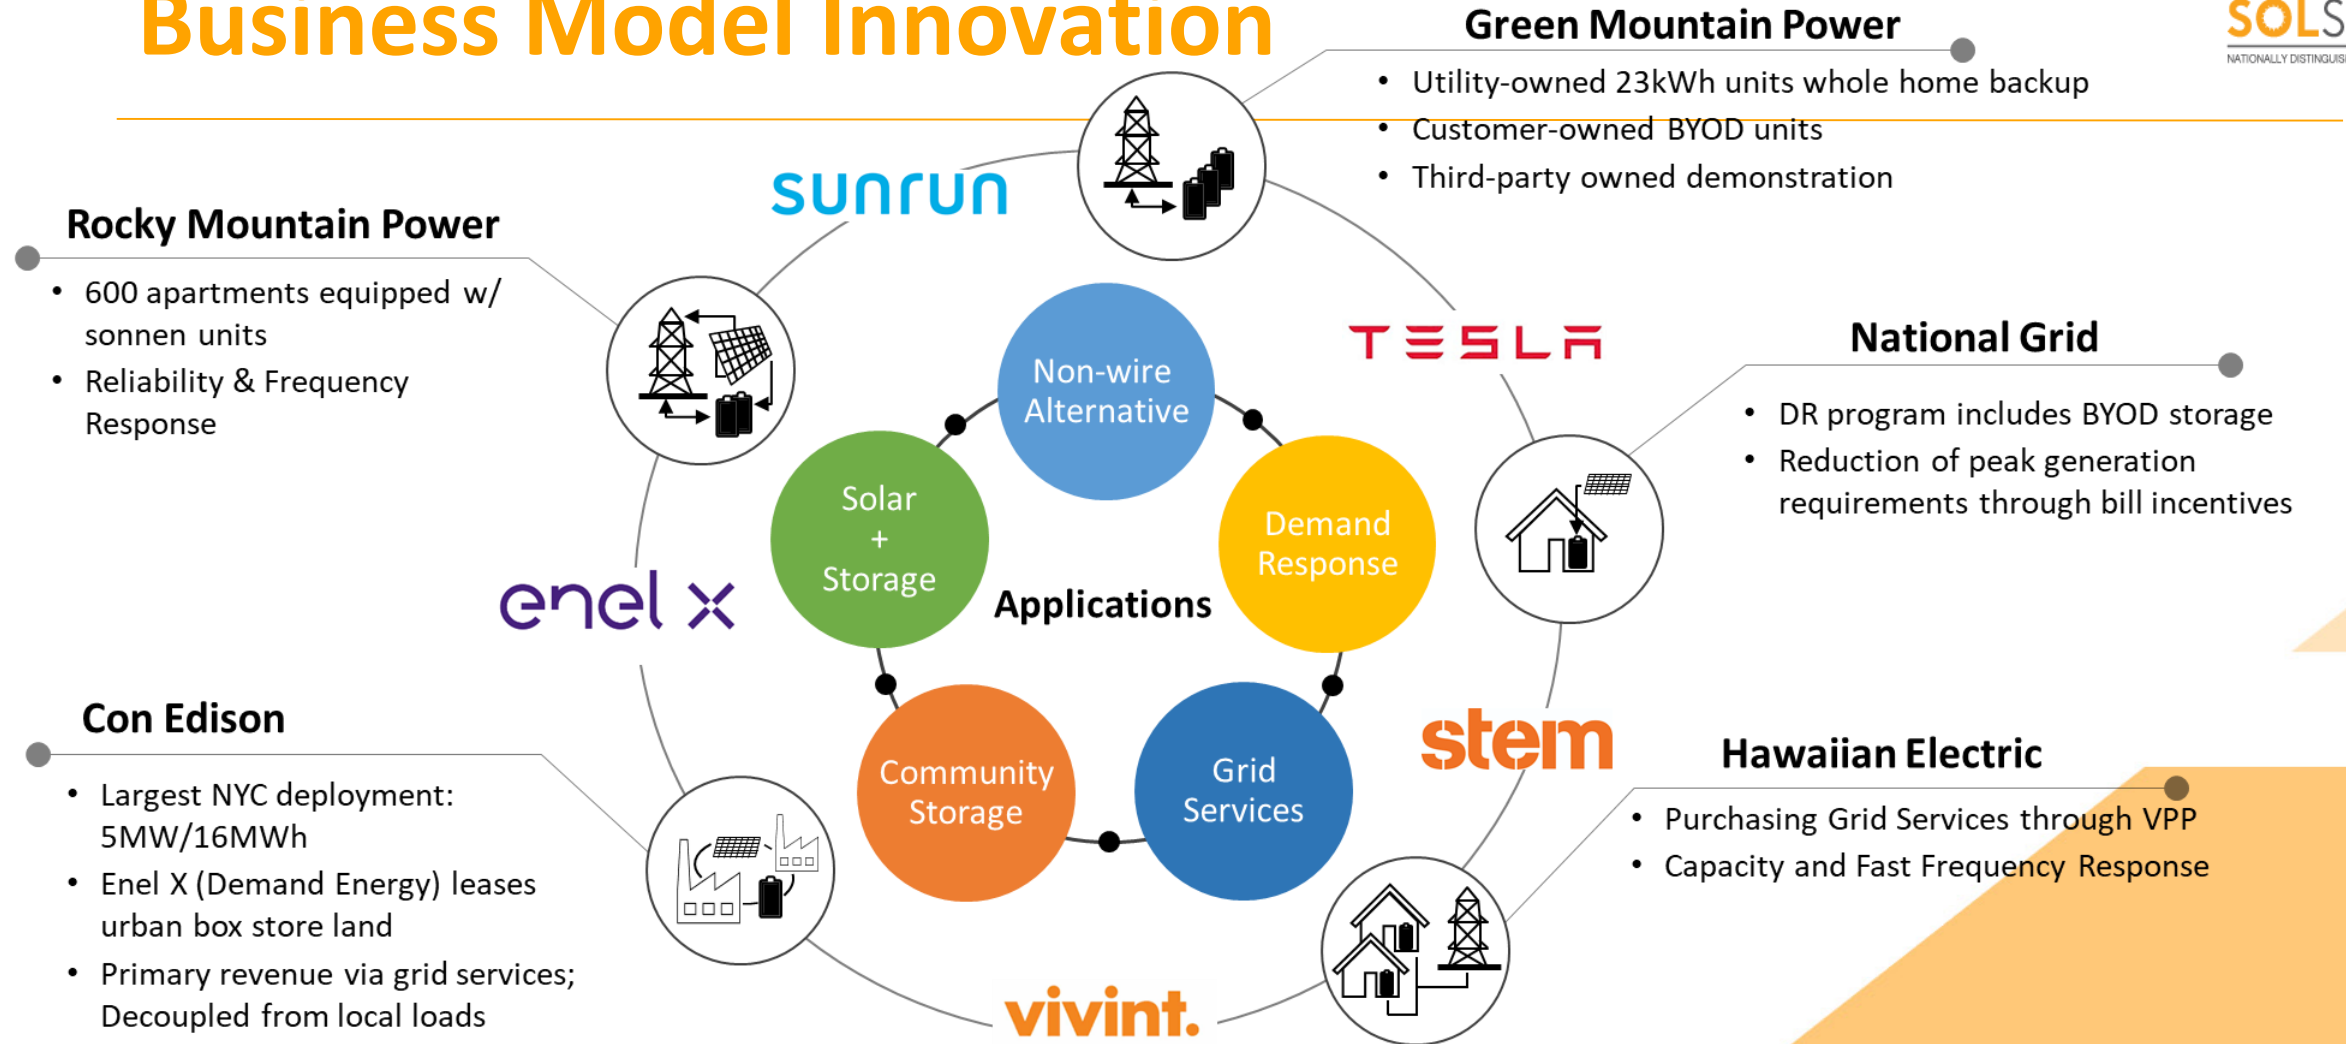 Business Model Innovation
SOLS
NATIONALLY DISTINGUIS
Green Mountain Power
• Utility-owned 23kWh units whole home backup
• Customer-owned BYOD units
• Third-party owned demonstration
sunrun
Rocky Mountain Power
• 600 apartments equipped w/
sonnen units
• Reliability & Frequency
Response
TESLA
National Grid
• DR program includes BYOD storage
• Reduction of peak generation
requirements through bill incentives
Non-wire
Alternative
Solar
+
Storage
Demand
Response
Applications
enel x
Community
Storage
Grid
Services
stem
Con Edison
• Largest NYC deployment:
5MW/16MWh
• Enel X (Demand Energy) leases
urban box store land
• Primary revenue via grid services;
Decoupled from local loads
Hawaiian Electric
• Purchasing Grid Services through VPP
• Capacity and Fast Frequency Response
vivint.